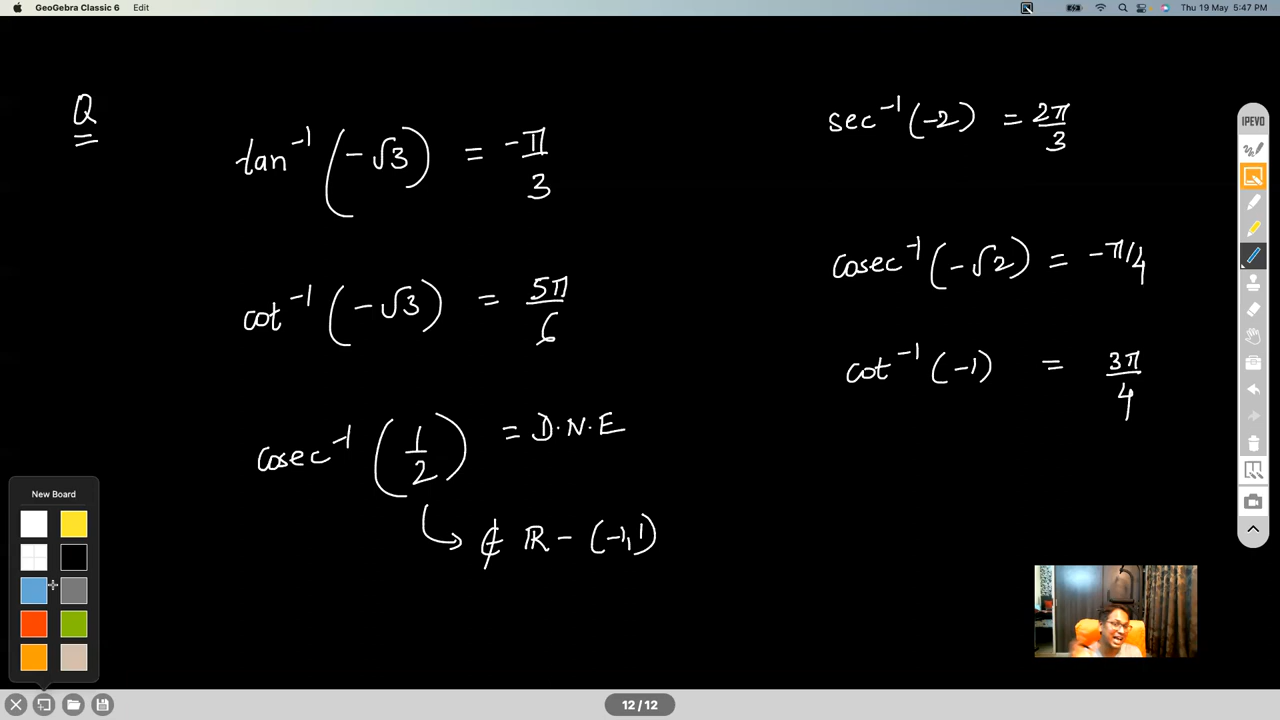 GeoGebra Classic 6 Edit
Thu 19 May 5:47 PM
Q
tan⁻¹(-√3) = -π/3
cot⁻¹(-√3) = 5π/6
cosec⁻¹(1/2) = D.N.E
↳ ∉ ℝ - (-1,1)
sec⁻¹(-2) = 2π/3
cosec⁻¹(-√2) = -π/4
cot⁻¹(-1) = 3π/4
IPEVO
New Board
12 / 12